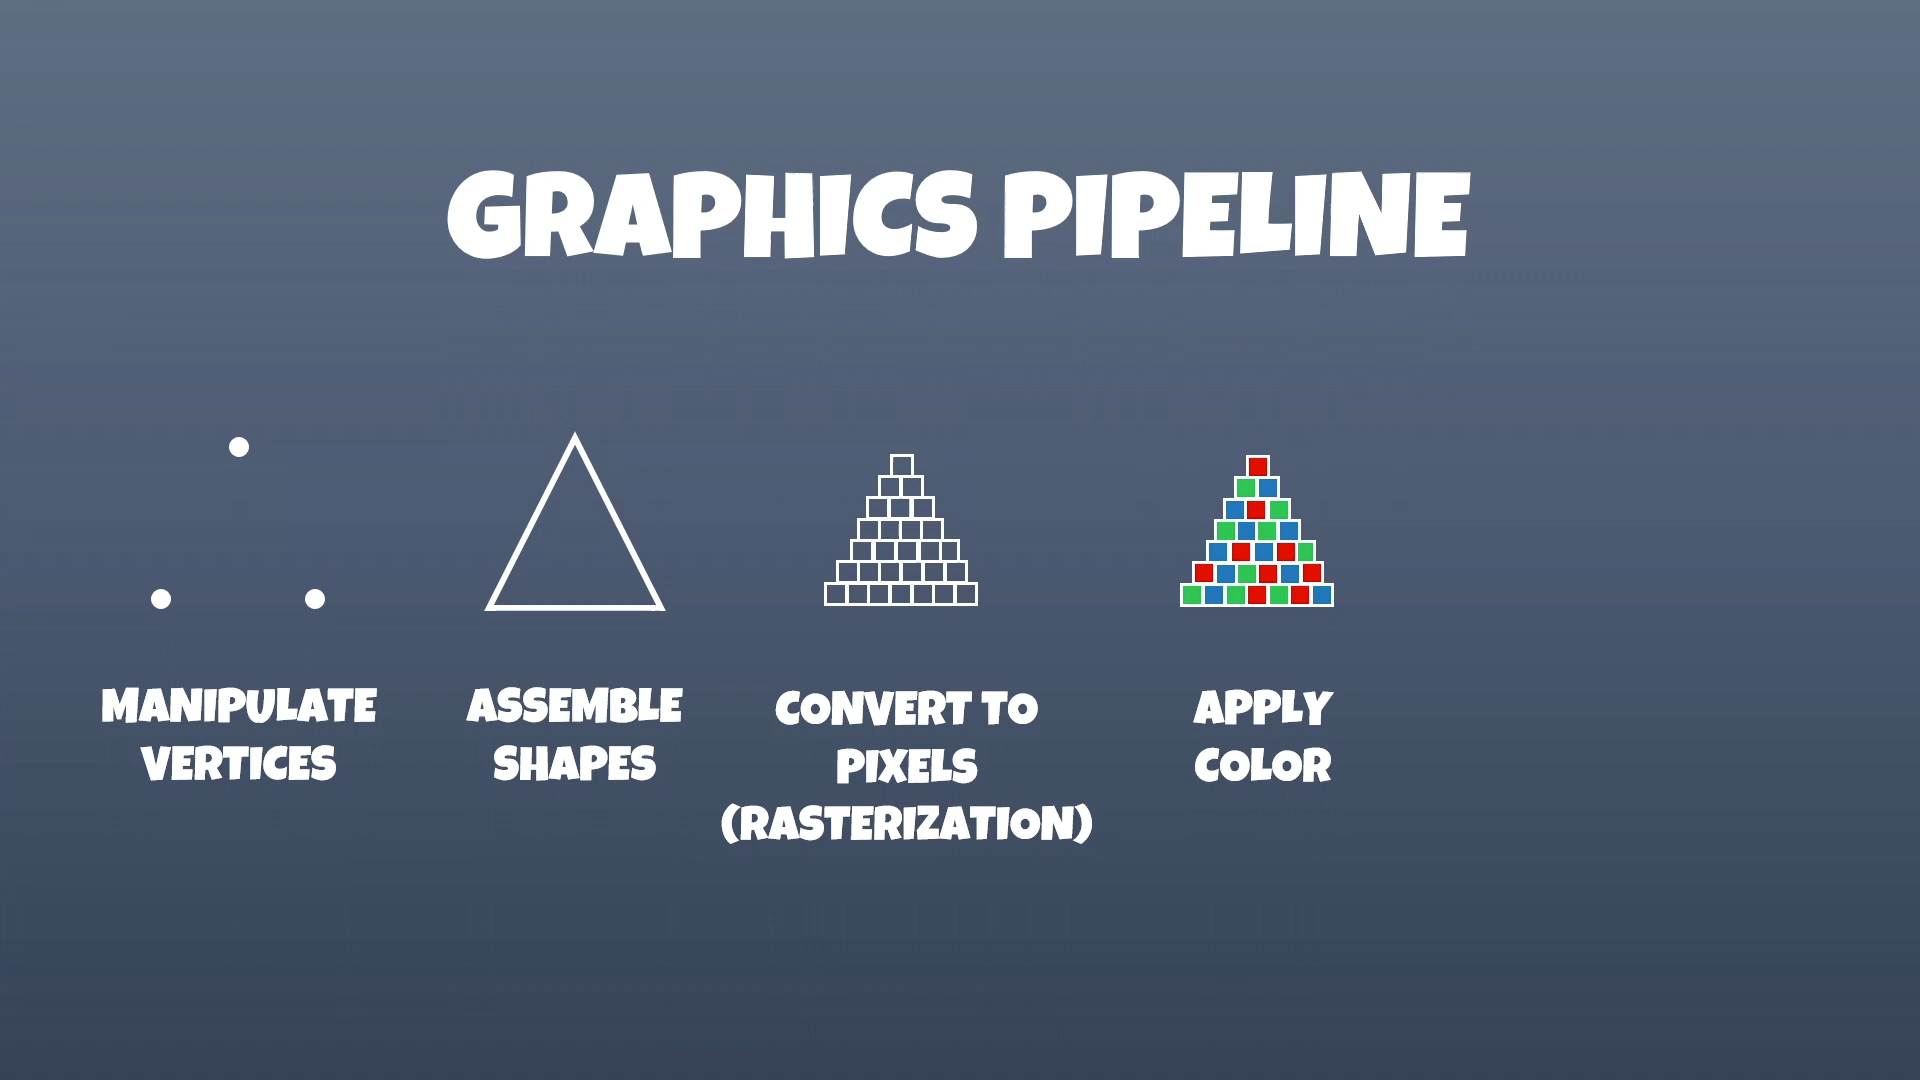 GRAPHICS PIPELINE
MANIPULATE
VERTICES
ASSEMBLE
SHAPES
CONVERT TO
PIXELS
(RASTERIZATION)
APPLY
COLOR